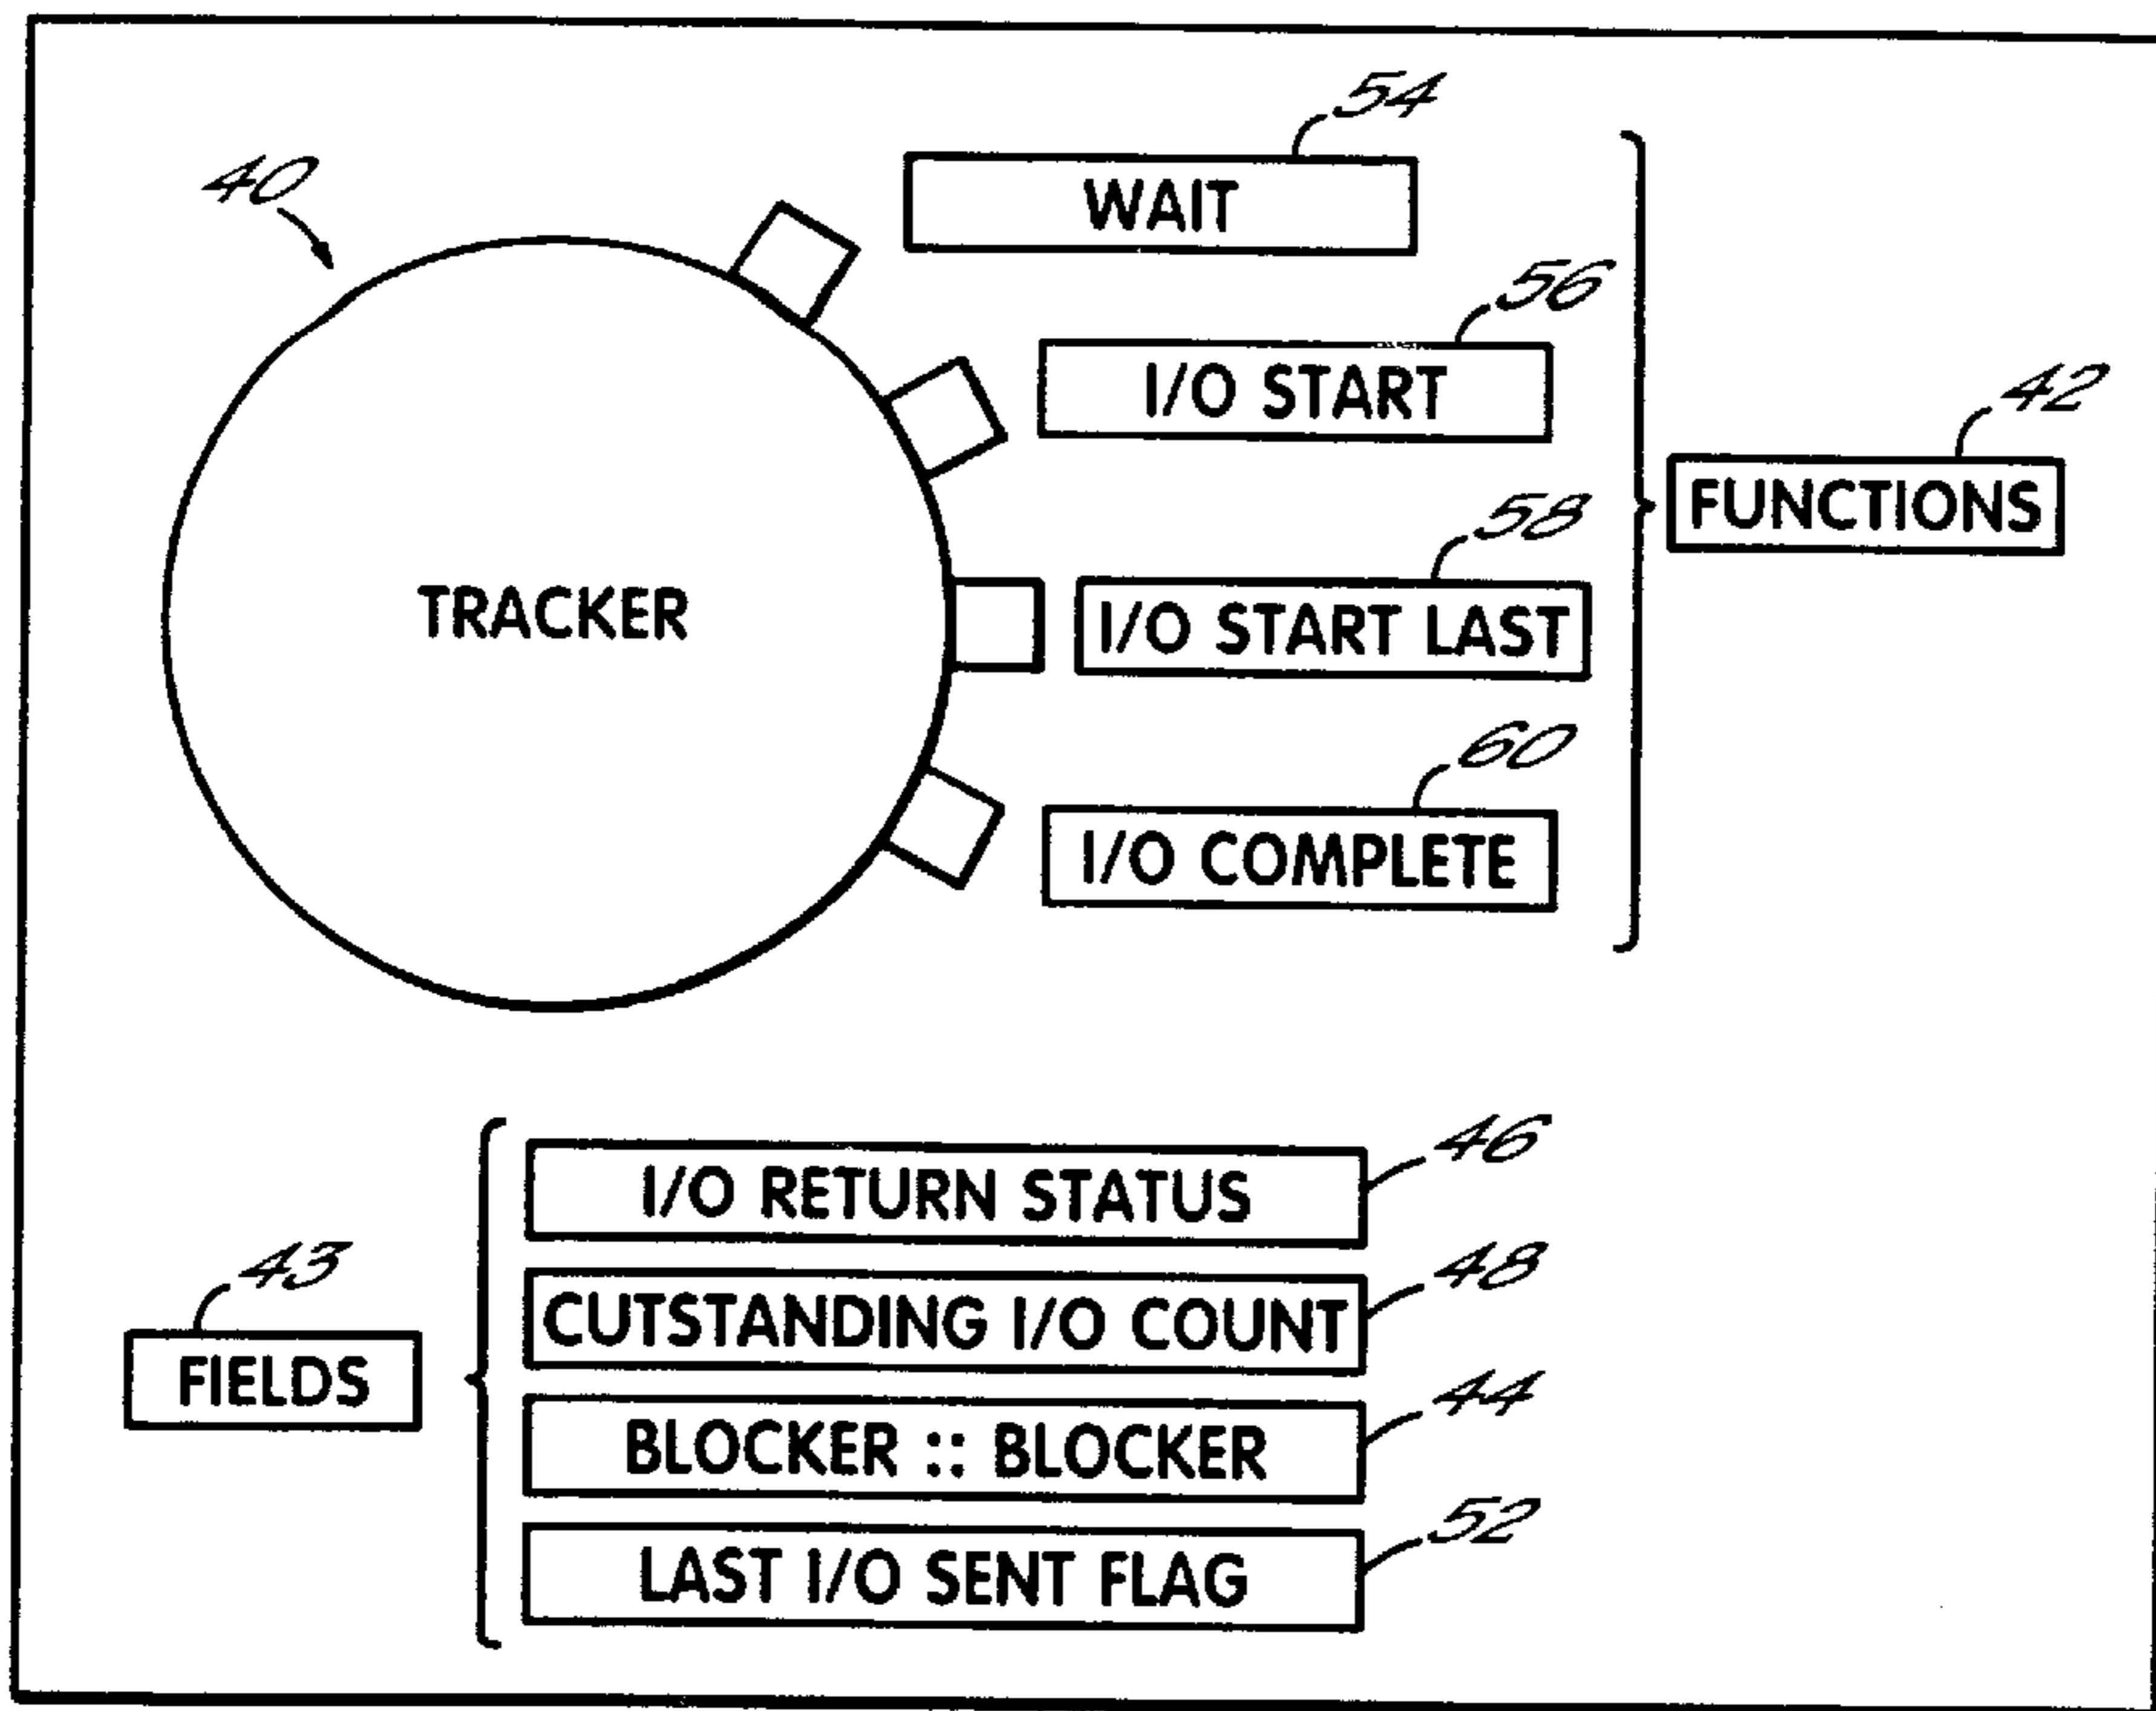 54
WAIT
40
56
I/O START
42
FUNCTIONS
58
I/O START LAST
TRACKER
60
I/O COMPLETE
46
I/O RETURN STATUS
43
FIELDS
48
CUTSTANDING I/O COUNT
44
BLOCKER :: BLOCKER
52
LAST I/O SENT FLAG